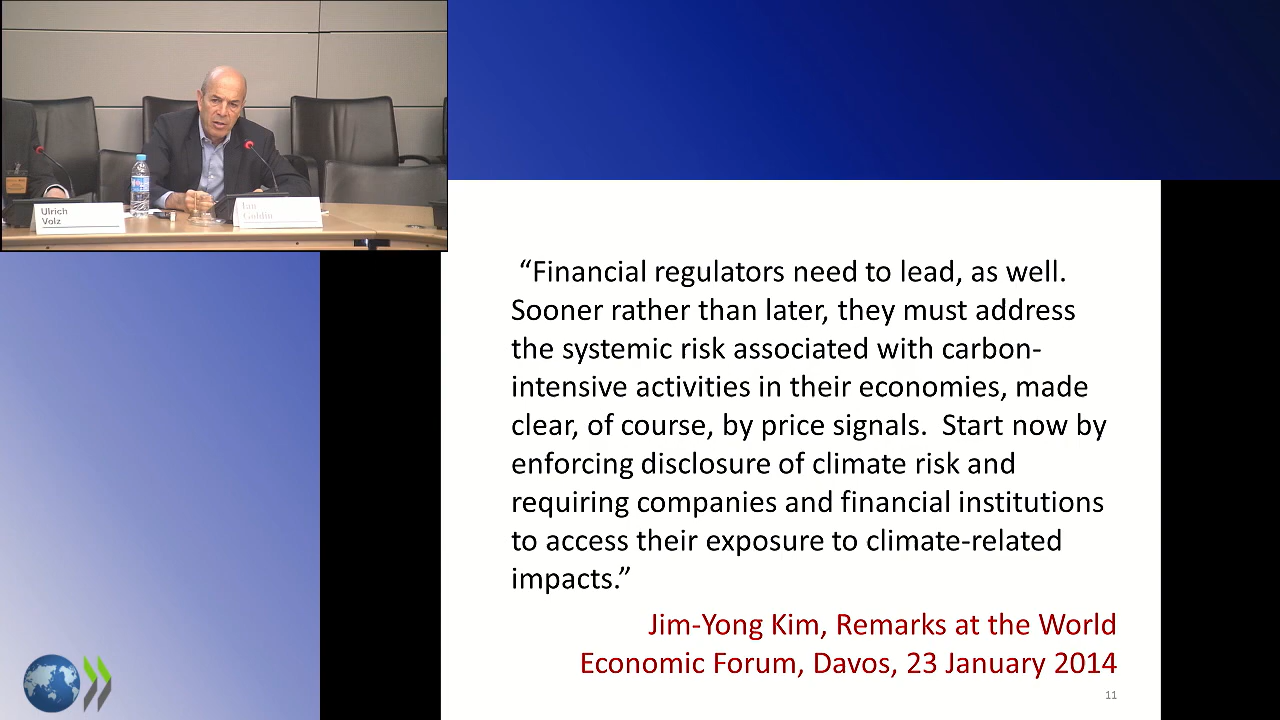 Ulrich
Volz
Ian
Goldin
“Financial regulators need to lead, as well.
Sooner rather than later, they must address
the systemic risk associated with carbon-
intensive activities in their economies, made
clear, of course, by price signals.  Start now by
enforcing disclosure of climate risk and
requiring companies and financial institutions
to access their exposure to climate-related
impacts.”
Jim-Yong Kim, Remarks at the World
Economic Forum, Davos, 23 January 2014
11